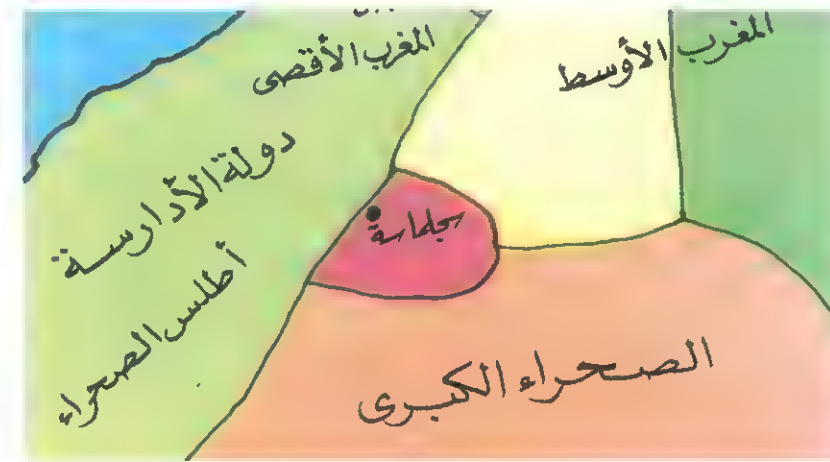 المغرب الأقصى
المغرب الأوسط
دولة الأدارسة
سجلماسة
أطلس الصحراء
الصحراء الكبرى